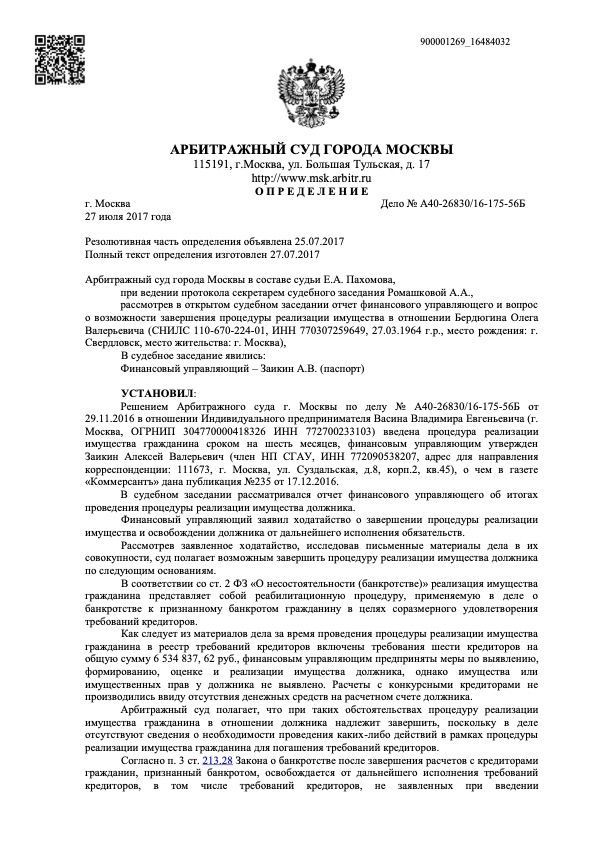 900001269_16484032
АРБИТРАЖНЫЙ СУД ГОРОДА МОСКВЫ
115191, г.Москва, ул. Большая Тульская, д. 17
http://www.msk.arbitr.ru
О П Р Е Д Е Л Е Н И Е
г. Москва Дело № А40-26830/16-175-56Б
27 июля 2017 года
Резолютивная часть определения объявлена 25.07.2017
Полный текст определения изготовлен 27.07.2017
Арбитражный суд города Москвы в составе судьи Е.А. Пахомова,
при ведении протокола секретарем судебного заседания Ромашковой А.А.,
рассмотрев в открытом судебном заседании отчет финансового управляющего и вопрос
о возможности завершения процедуры реализации имущества в отношении Бердюгина Олега
Валерьевича (СНИЛС 110-670-224-01, ИНН 770307259649, 27.03.1964 г.р., место рождения: г.
Свердловск, место жительства: г. Москва),
В судебное заседание явились:
Финансовый управляющий – Заикин А.В. (паспорт)
УСТАНОВИЛ:
Решением Арбитражного суда г. Москвы по делу № А40-26830/16-175-56Б от
29.11.2016 в отношении Индивидуального предпринимателя Васина Владимира Евгеньевича (г.
Москва, ОГРНИП 304770000418326 ИНН 772700233103) введена процедура реализации
имущества гражданина сроком на шесть месяцев, финансовым управляющим утвержден
Заикин Алексей Валерьевич (член НП СГАУ, ИНН 772090538207, адрес для направления
корреспонденции: 111673, г. Москва, ул. Суздальская, д.8, корп.2, кв.45), о чем в газете
«Коммерсантъ» дана публикация №235 от 17.12.2016.
В судебном заседании рассматривался отчет финансового управляющего об итогах
проведения процедуры реализации имущества должника.
Финансовый управляющий заявил ходатайство о завершении процедуры реализации
имущества и освобождении должника от дальнейшего исполнения обязательств.
Рассмотрев заявленное ходатайство, исследовав письменные материалы дела в их
совокупности, суд полагает возможным завершить процедуру реализации имущества должника
по следующим основаниям.
В соответствии со ст. 2 ФЗ «О несостоятельности (банкротстве)» реализация имущества
гражданина представляет собой реабилитационную процедуру, применяемую в деле о
банкротстве к признанному банкротом гражданину в целях соразмерного удовлетворения
требований кредиторов.
Как следует из материалов дела за время проведения процедуры реализации имущества
гражданина в реестр требований кредиторов включены требования шести кредиторов на
общую сумму 6 534 837, 62 руб., финансовым управляющим предприняты меры по выявлению,
формированию, оценке и реализации имущества должника, однако имущества или
имущественных прав у должника не выявлено. Расчеты с конкурсными кредиторами не
производились ввиду отсутствия денежных средств на расчетном счете должника.
Арбитражный суд полагает, что при таких обстоятельствах процедуру реализации
имущества гражданина в отношении должника надлежит завершить, поскольку в деле
отсутствуют сведения о необходимости проведения каких-либо действий в рамках процедуры
реализации имущества гражданина для погашения требований кредиторов.
Согласно п. 3 ст. 213.28 Закона о банкротстве после завершения расчетов с кредиторами
гражданин, признанный банкротом, освобождается от дальнейшего исполнения требований
кредиторов, в том числе требований кредиторов, не заявленных при введении